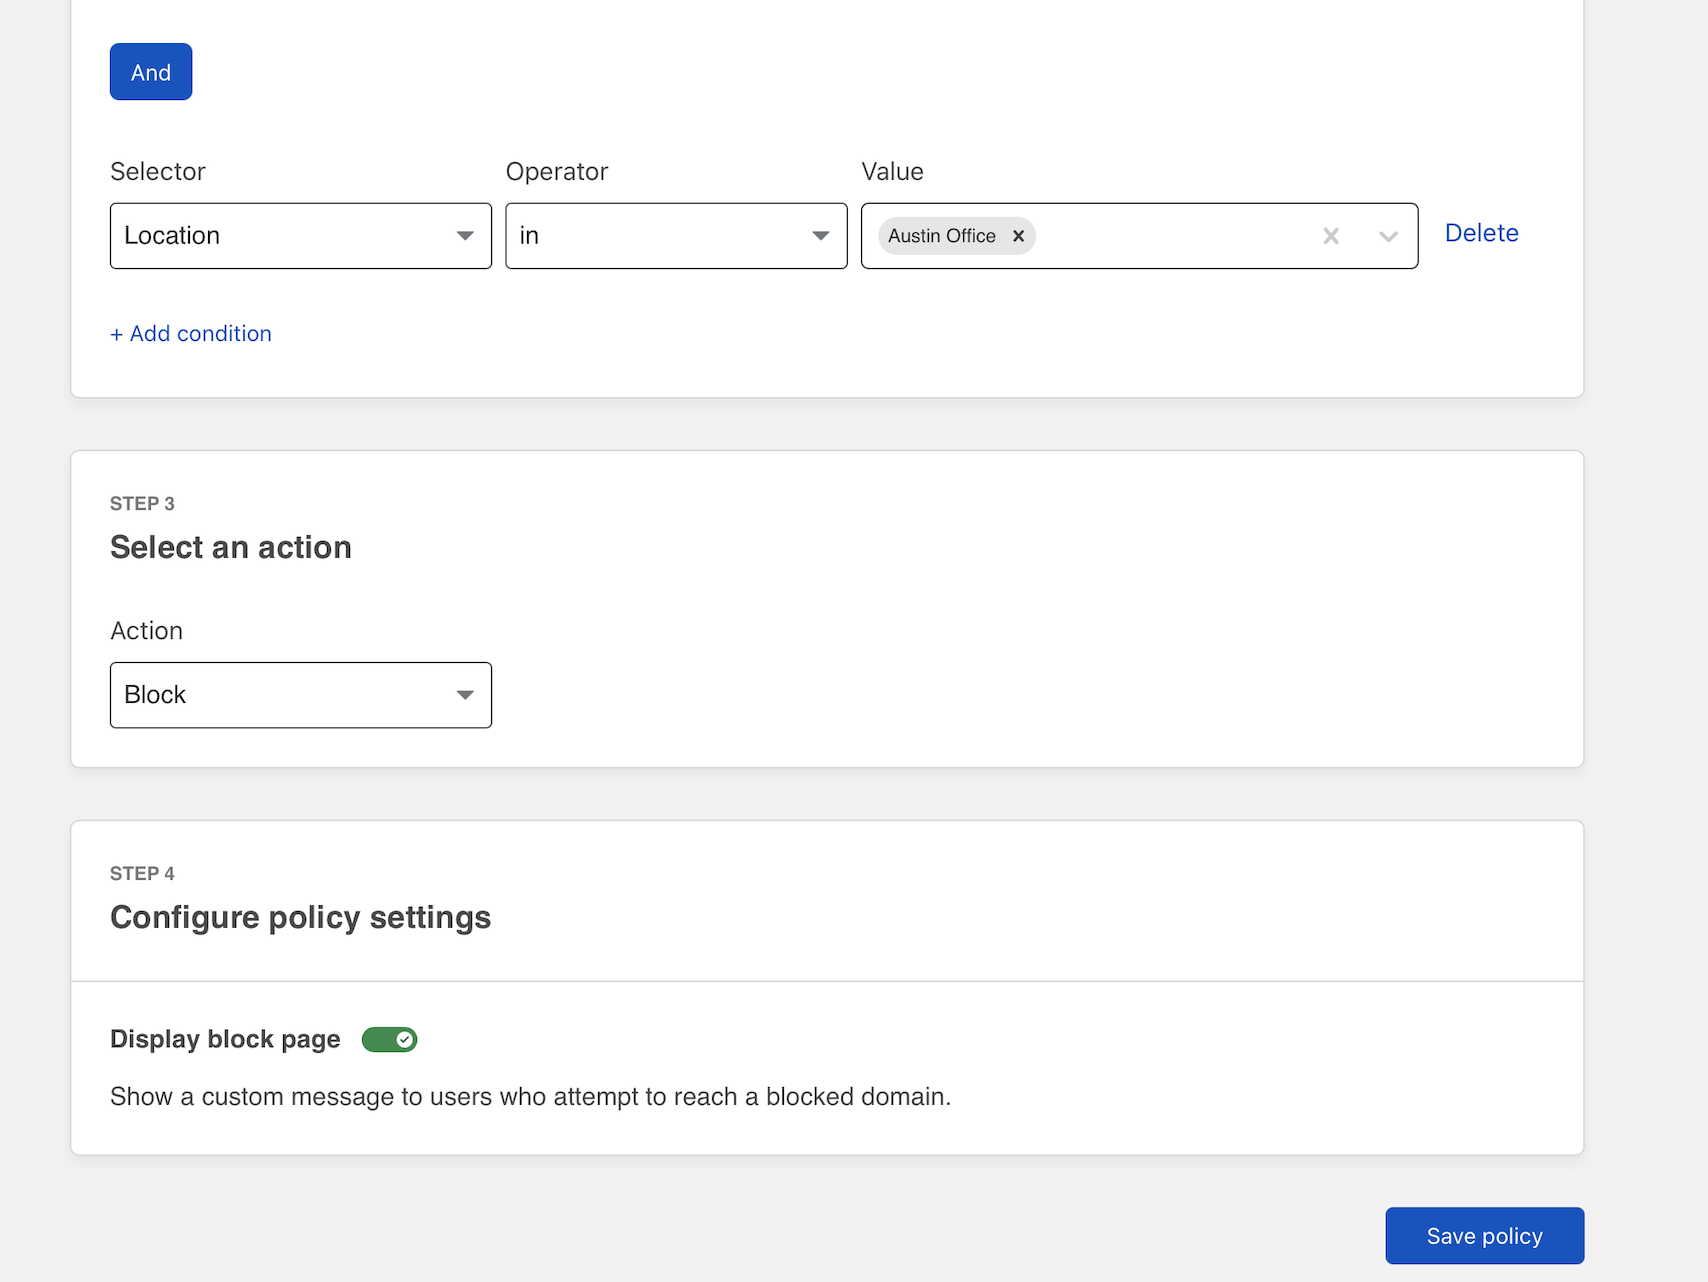 And
Selector Operator Value
Location in Austin Office Delete
+ Add condition
STEP 3
Select an action
Action
Block
STEP 4
Configure policy settings
Display block page
Show a custom message to users who attempt to reach a blocked domain.
Save policy